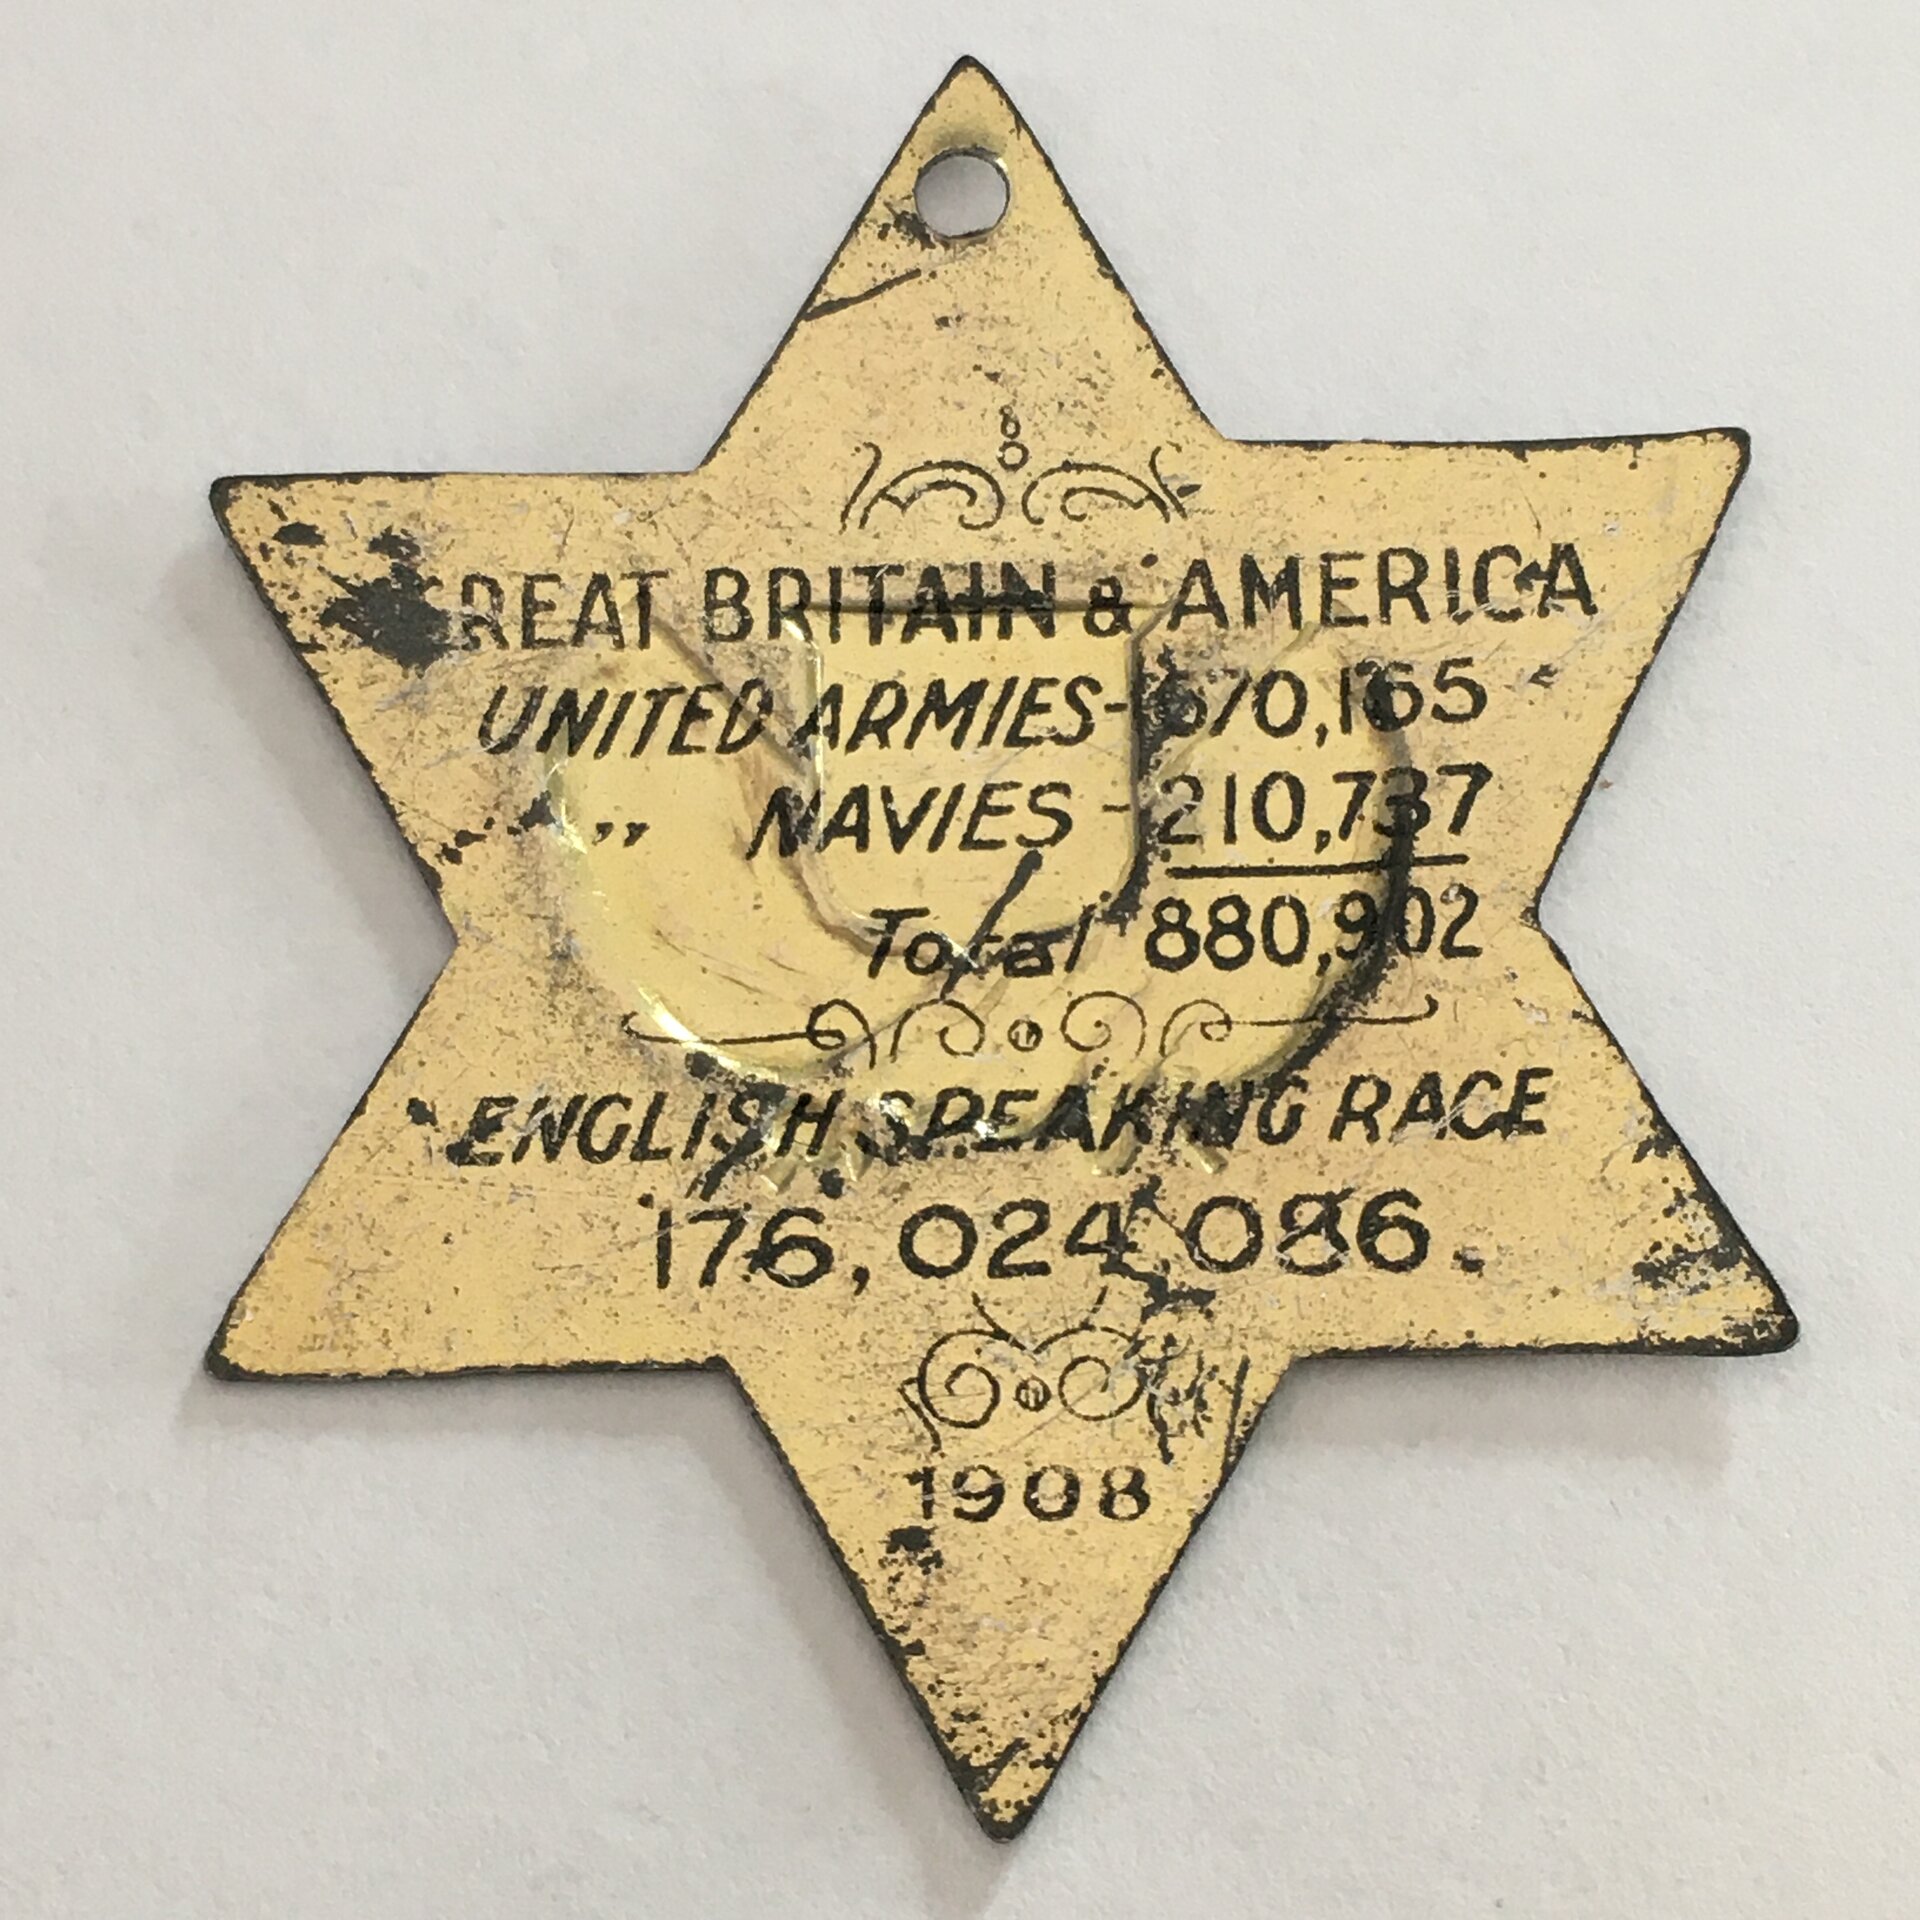 GREAT BRITAIN & AMERICA
UNITED ARMIES - 670,165
,, NAVIES - 210,737
Total 880,902
ENGLISH SPEAKING RACE
176,024,086.
1908